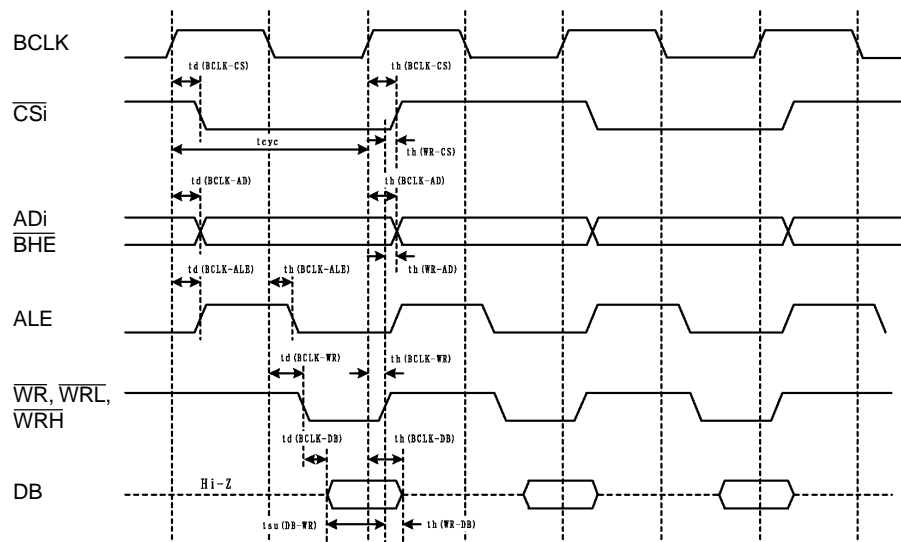 BCLK
td(BCLK-CS)
th(BCLK-CS)
CSi
tcyc
th(WR-CS)
td(BCLK-AD)
th(BCLK-AD)
ADi
BHE
td(BCLK-ALE)
th(BCLK-ALE)
th(WR-AD)
ALE
td(BCLK-WR)
th(BCLK-WR)
WR, WRL,
WRH
td(BCLK-DB)
th(BCLK-DB)
Hi-Z
DB
tsu(DB-WR)
th(WR-DB)